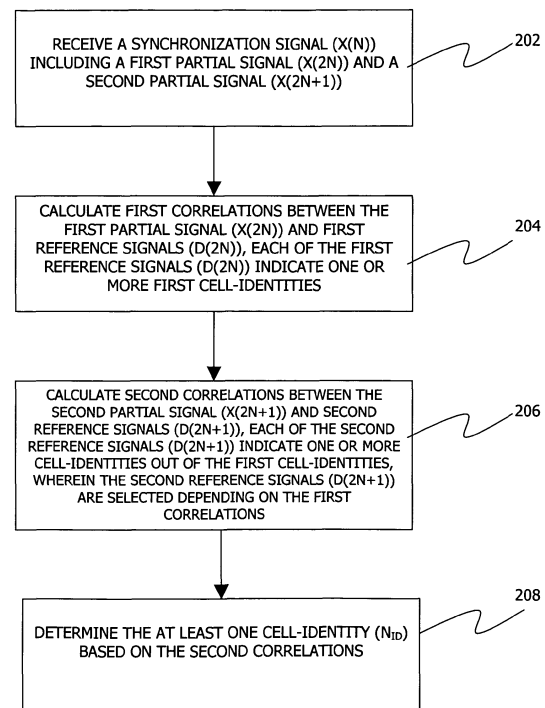 RECEIVE A SYNCHRONIZATION SIGNAL (X(N))
INCLUDING A FIRST PARTIAL SIGNAL (X(2N)) AND A
SECOND PARTIAL SIGNAL (X(2N+1))
202
CALCULATE FIRST CORRELATIONS BETWEEN THE
FIRST PARTIAL SIGNAL (X(2N)) AND FIRST
REFERENCE SIGNALS (D(2N)), EACH OF THE FIRST
REFERENCE SIGNALS (D(2N)) INDICATE ONE OR
MORE FIRST CELL-IDENTITIES
204
CALCULATE SECOND CORRELATIONS BETWEEN THE
SECOND PARTIAL SIGNAL (X(2N+1)) AND SECOND
REFERENCE SIGNALS (D(2N+1)), EACH OF THE SECOND
REFERENCE SIGNALS (D(2N+1)) INDICATE ONE OR MORE
CELL-IDENTITIES OUT OF THE FIRST CELL-IDENTITIES,
WHEREIN THE SECOND REFERENCE SIGNALS (D(2N+1))
ARE SELECTED DEPENDING ON THE FIRST
CORRELATIONS
206
DETERMINE THE AT LEAST ONE CELL-IDENTITY (NID)
BASED ON THE SECOND CORRELATIONS
208